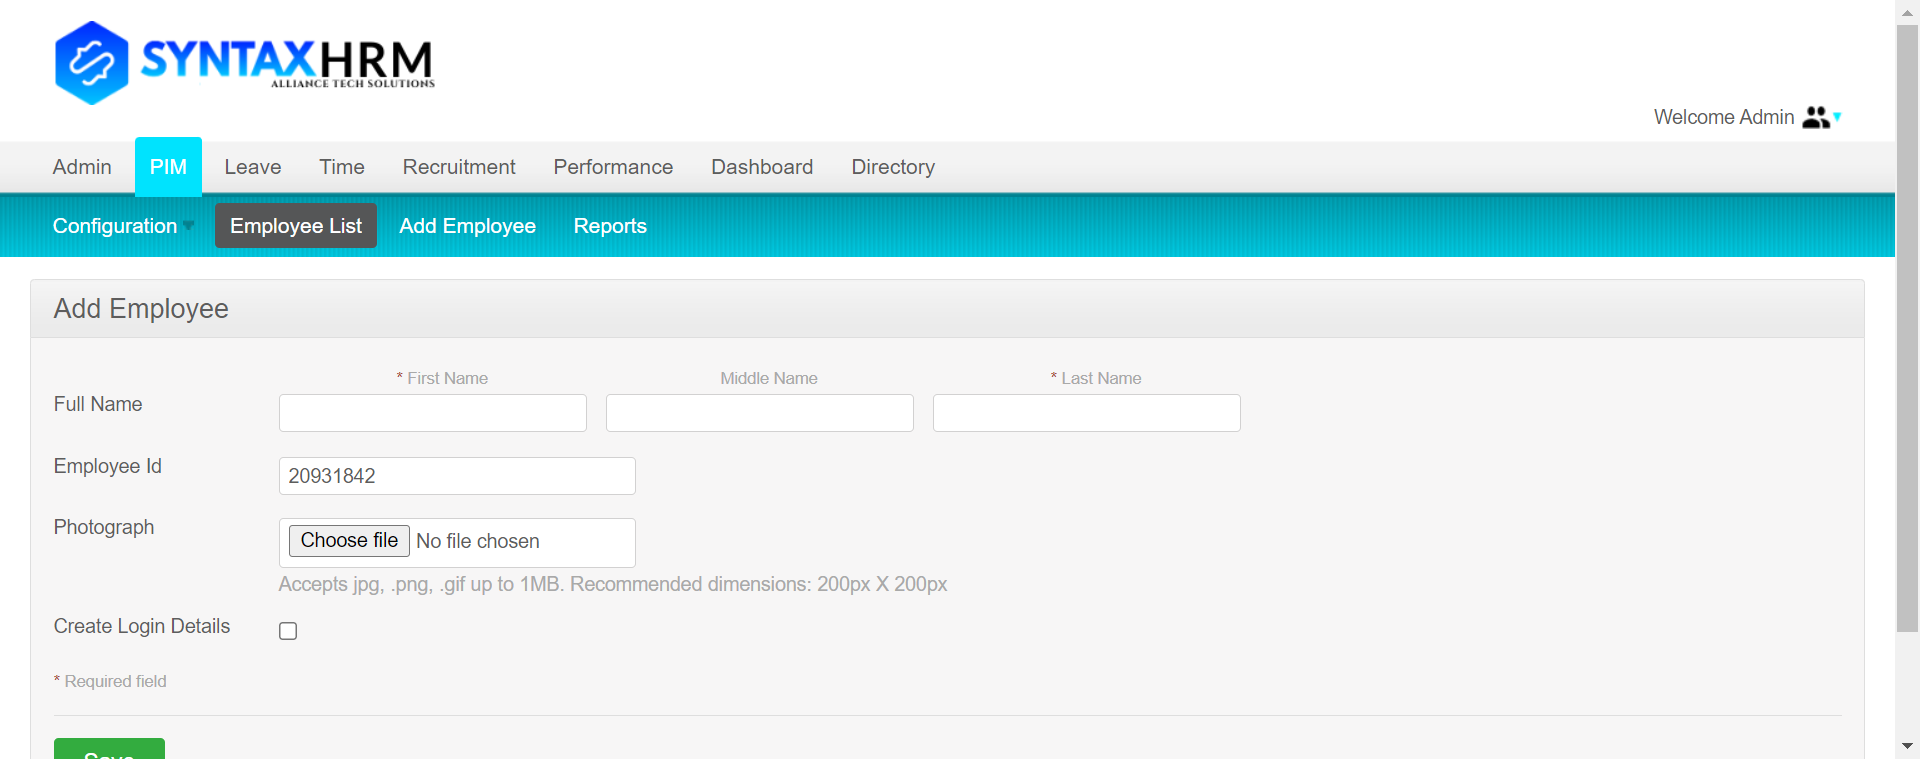 SYNTAXHRM
ALLIANCE TECH SOLUTIONS
Welcome Admin
Admin PIM Leave Time Recruitment Performance Dashboard Directory
Configuration Employee List Add Employee Reports
Add Employee
* First Name Middle Name * Last Name
Full Name
Employee Id 20931842
Photograph Choose file No file chosen
Accepts jpg, .png, .gif up to 1MB. Recommended dimensions: 200px X 200px
Create Login Details
* Required field
Save